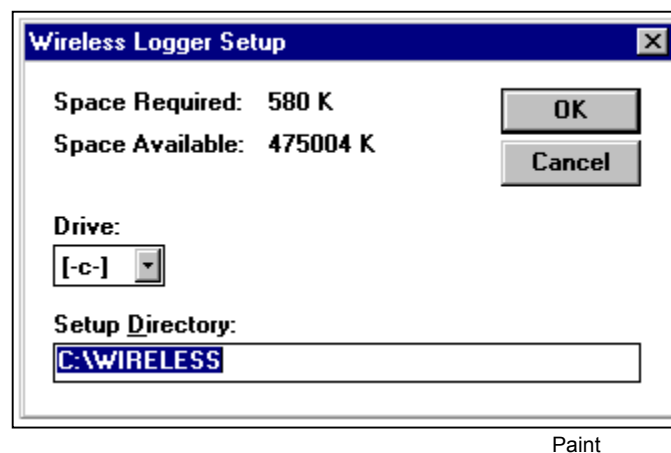 Wireless Logger Setup
Space Required: 580 K
OK
Space Available: 475004 K
Cancel
Drive:
[-c-]
Setup Directory:
C:\WIRELESS
Paint